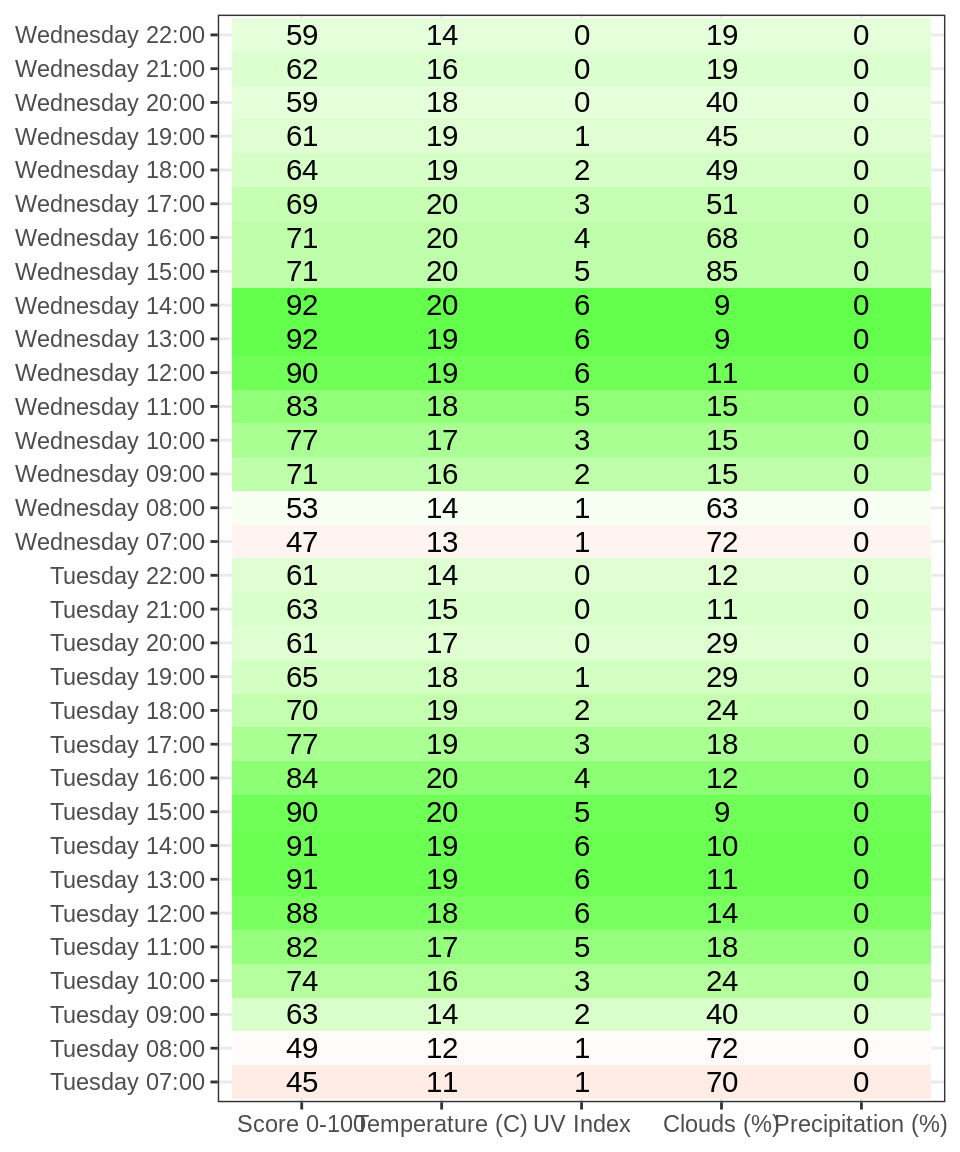 Wednesday 22:00 59 14 0 19 0
Wednesday 21:00 62 16 0 19 0
Wednesday 20:00 59 18 0 40 0
Wednesday 19:00 61 19 1 45 0
Wednesday 18:00 64 19 2 49 0
Wednesday 17:00 69 20 3 51 0
Wednesday 16:00 71 20 4 68 0
Wednesday 15:00 71 20 5 85 0
Wednesday 14:00 92 20 6 9 0
Wednesday 13:00 92 19 6 9 0
Wednesday 12:00 90 19 6 11 0
Wednesday 11:00 83 18 5 15 0
Wednesday 10:00 77 17 3 15 0
Wednesday 09:00 71 16 2 15 0
Wednesday 08:00 53 14 1 63 0
Wednesday 07:00 47 13 1 72 0
Tuesday 22:00 61 14 0 12 0
Tuesday 21:00 63 15 0 11 0
Tuesday 20:00 61 17 0 29 0
Tuesday 19:00 65 18 1 29 0
Tuesday 18:00 70 19 2 24 0
Tuesday 17:00 77 19 3 18 0
Tuesday 16:00 84 20 4 12 0
Tuesday 15:00 90 20 5 9 0
Tuesday 14:00 91 19 6 10 0
Tuesday 13:00 91 19 6 11 0
Tuesday 12:00 88 18 6 14 0
Tuesday 11:00 82 17 5 18 0
Tuesday 10:00 74 16 3 24 0
Tuesday 09:00 63 14 2 40 0
Tuesday 08:00 49 12 1 72 0
Tuesday 07:00 45 11 1 70 0
Score 0-100 Temperature (C) UV Index Clouds (%) Precipitation (%)